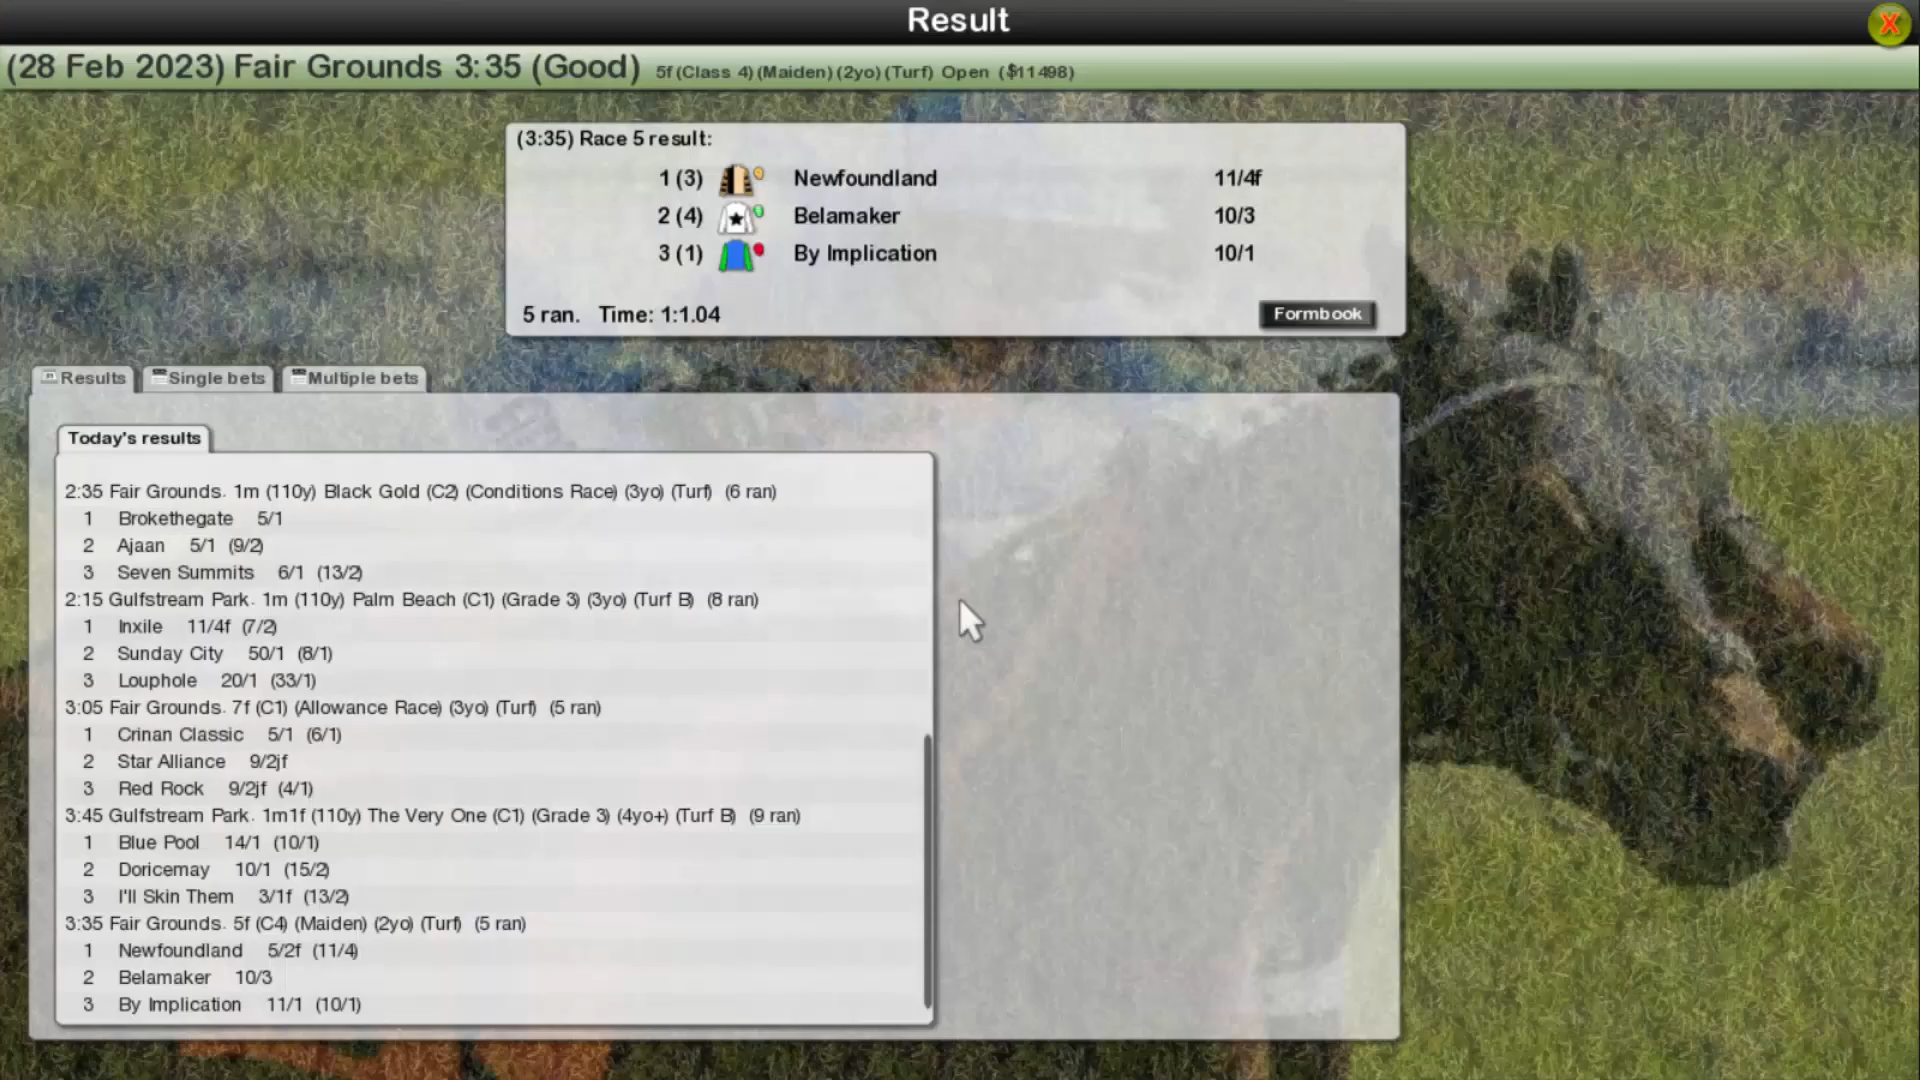 Result
X
(28 Feb 2023) Fair Grounds 3:35 (Good) 5f (Class 4) (Maiden) (2yo) (Turf) Open ($11498)
(3:35) Race 5 result:
1 (3) Newfoundland 11/4f
2 (4) Belamaker 10/3
3 (1) By Implication 10/1
5 ran. Time: 1:1.04 Formbook
Results Single bets Multiple bets
Today's results
2:35 Fair Grounds. 1m (110y) Black Gold (C2) (Conditions Race) (3yo) (Turf) (6 ran)
1 Brokethegate 5/1
2 Ajaan 5/1 (9/2)
3 Seven Summits 6/1 (13/2)
2:15 Gulfstream Park. 1m (110y) Palm Beach (C1) (Grade 3) (3yo) (Turf B) (8 ran)
1 Inxile 11/4f (7/2)
2 Sunday City 50/1 (8/1)
3 Louphole 20/1 (33/1)
3:05 Fair Grounds. 7f (C1) (Allowance Race) (3yo) (Turf) (5 ran)
1 Crinan Classic 5/1 (6/1)
2 Star Alliance 9/2jf
3 Red Rock 9/2jf (4/1)
3:45 Gulfstream Park. 1m1f (110y) The Very One (C1) (Grade 3) (4yo+) (Turf B) (9 ran)
1 Blue Pool 14/1 (10/1)
2 Doricemay 10/1 (15/2)
3 I'll Skin Them 3/1f (13/2)
3:35 Fair Grounds. 5f (C4) (Maiden) (2yo) (Turf) (5 ran)
1 Newfoundland 5/2f (11/4)
2 Belamaker 10/3
3 By Implication 11/1 (10/1)